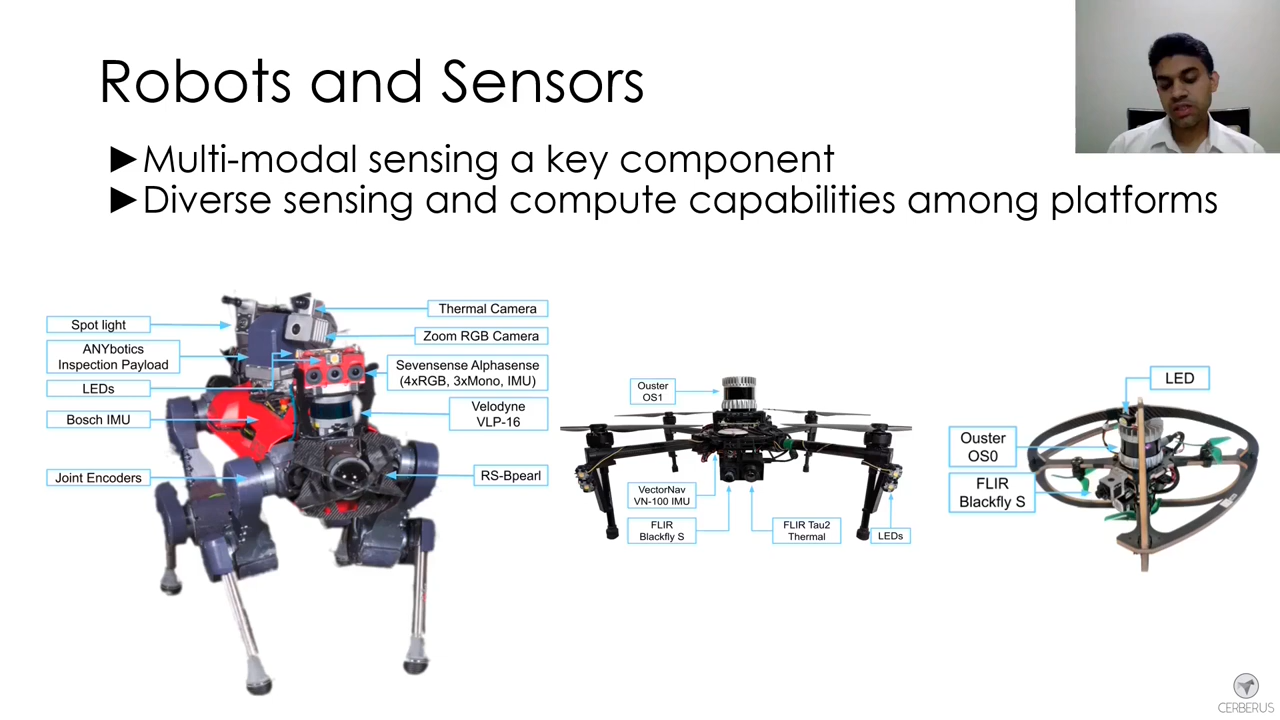 Robots and Sensors
►Multi-modal sensing a key component
►Diverse sensing and compute capabilities among platforms
Spot light
ANYbotics
Inspection Payload
LEDs
Bosch IMU
Joint Encoders
Thermal Camera
Zoom RGB Camera
Sevensense Alphasense
(4xRGB, 3xMono, IMU)
Velodyne
VLP-16
RS-Bpearl
Ouster
OS1
VectorNav
VN-100 IMU
FLIR
Blackfly S
FLIR Tau2
Thermal
LEDs
LED
Ouster
OS0
FLIR
Blackfly S
CERBERUS